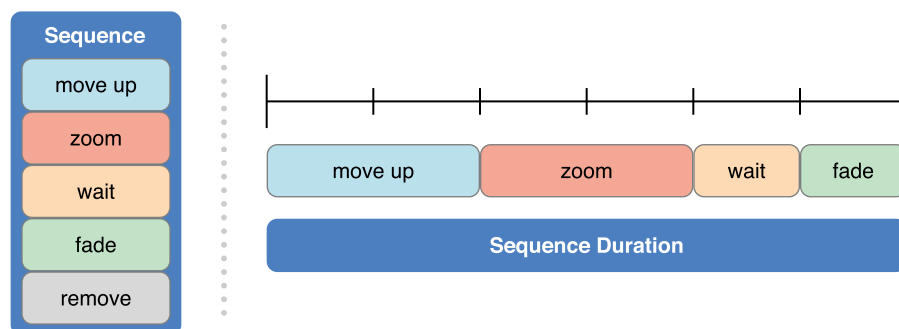 Sequence
move up
zoom
wait
fade
remove
move up
zoom
wait
fade
Sequence Duration